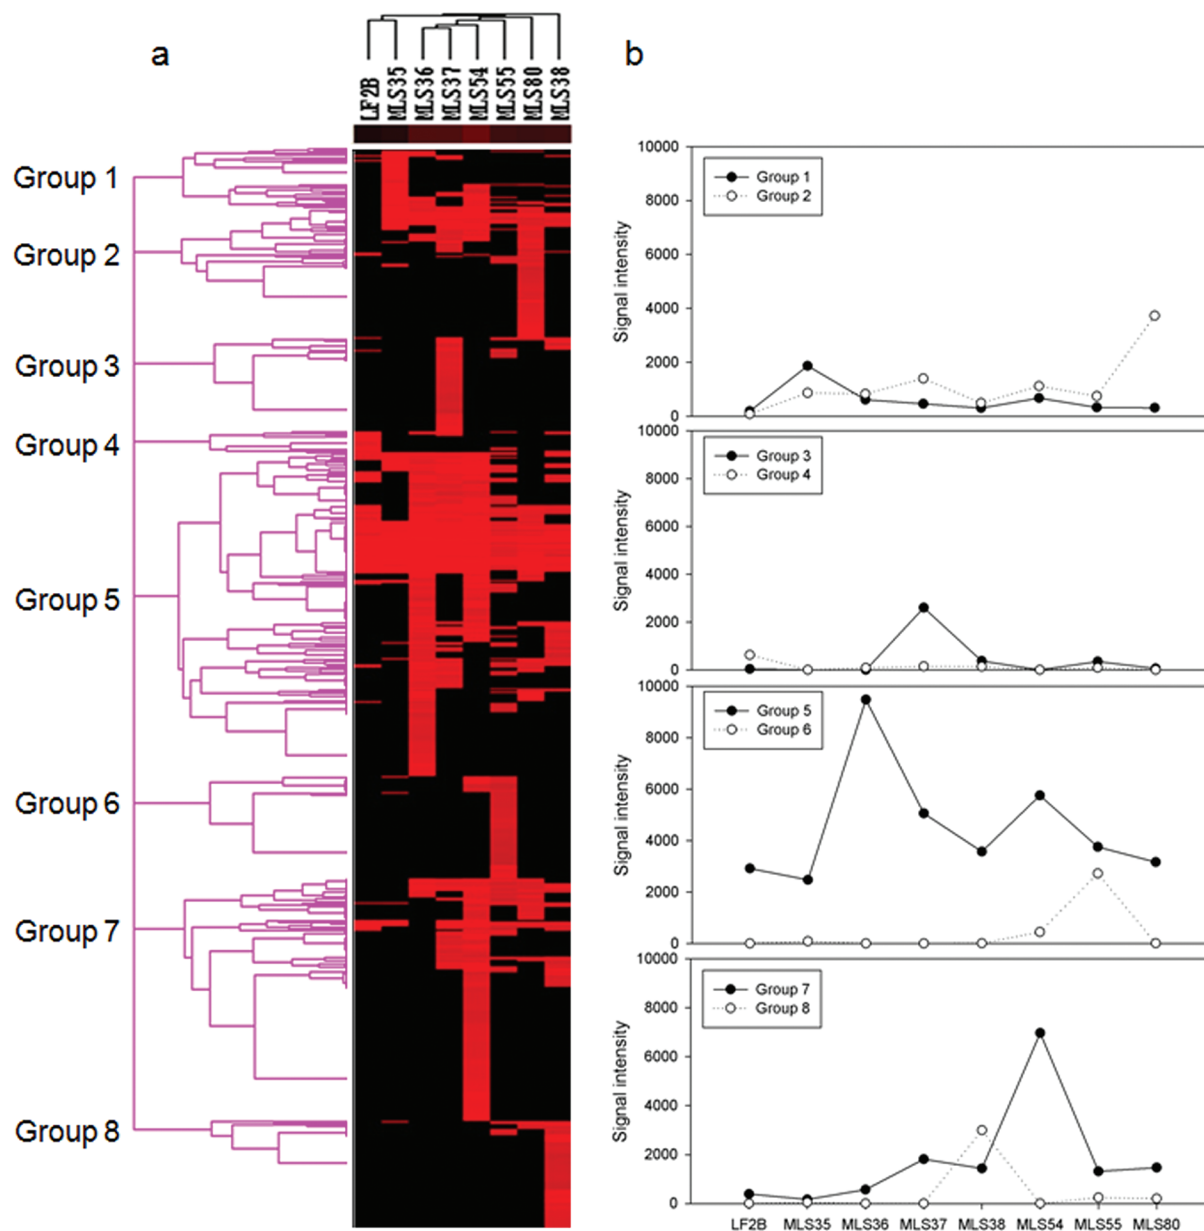 a
LF2B
MLS35
MLS36
MLS37
MLS54
MLS55
MLS80
MLS38
Group 1
Group 2
Group 3
Group 4
Group 5
Group 6
Group 7
Group 8
b
10000
8000
6000
4000
2000
0
Signal intensity
Group 1
Group 2
10000
8000
6000
4000
2000
0
Signal intensity
Group 3
Group 4
10000
8000
6000
4000
2000
0
Signal intensity
Group 5
Group 6
10000
8000
6000
4000
2000
0
Signal intensity
Group 7
Group 8
LF2B MLS35 MLS36 MLS37 MLS38 MLS54 MLS55 MLS80